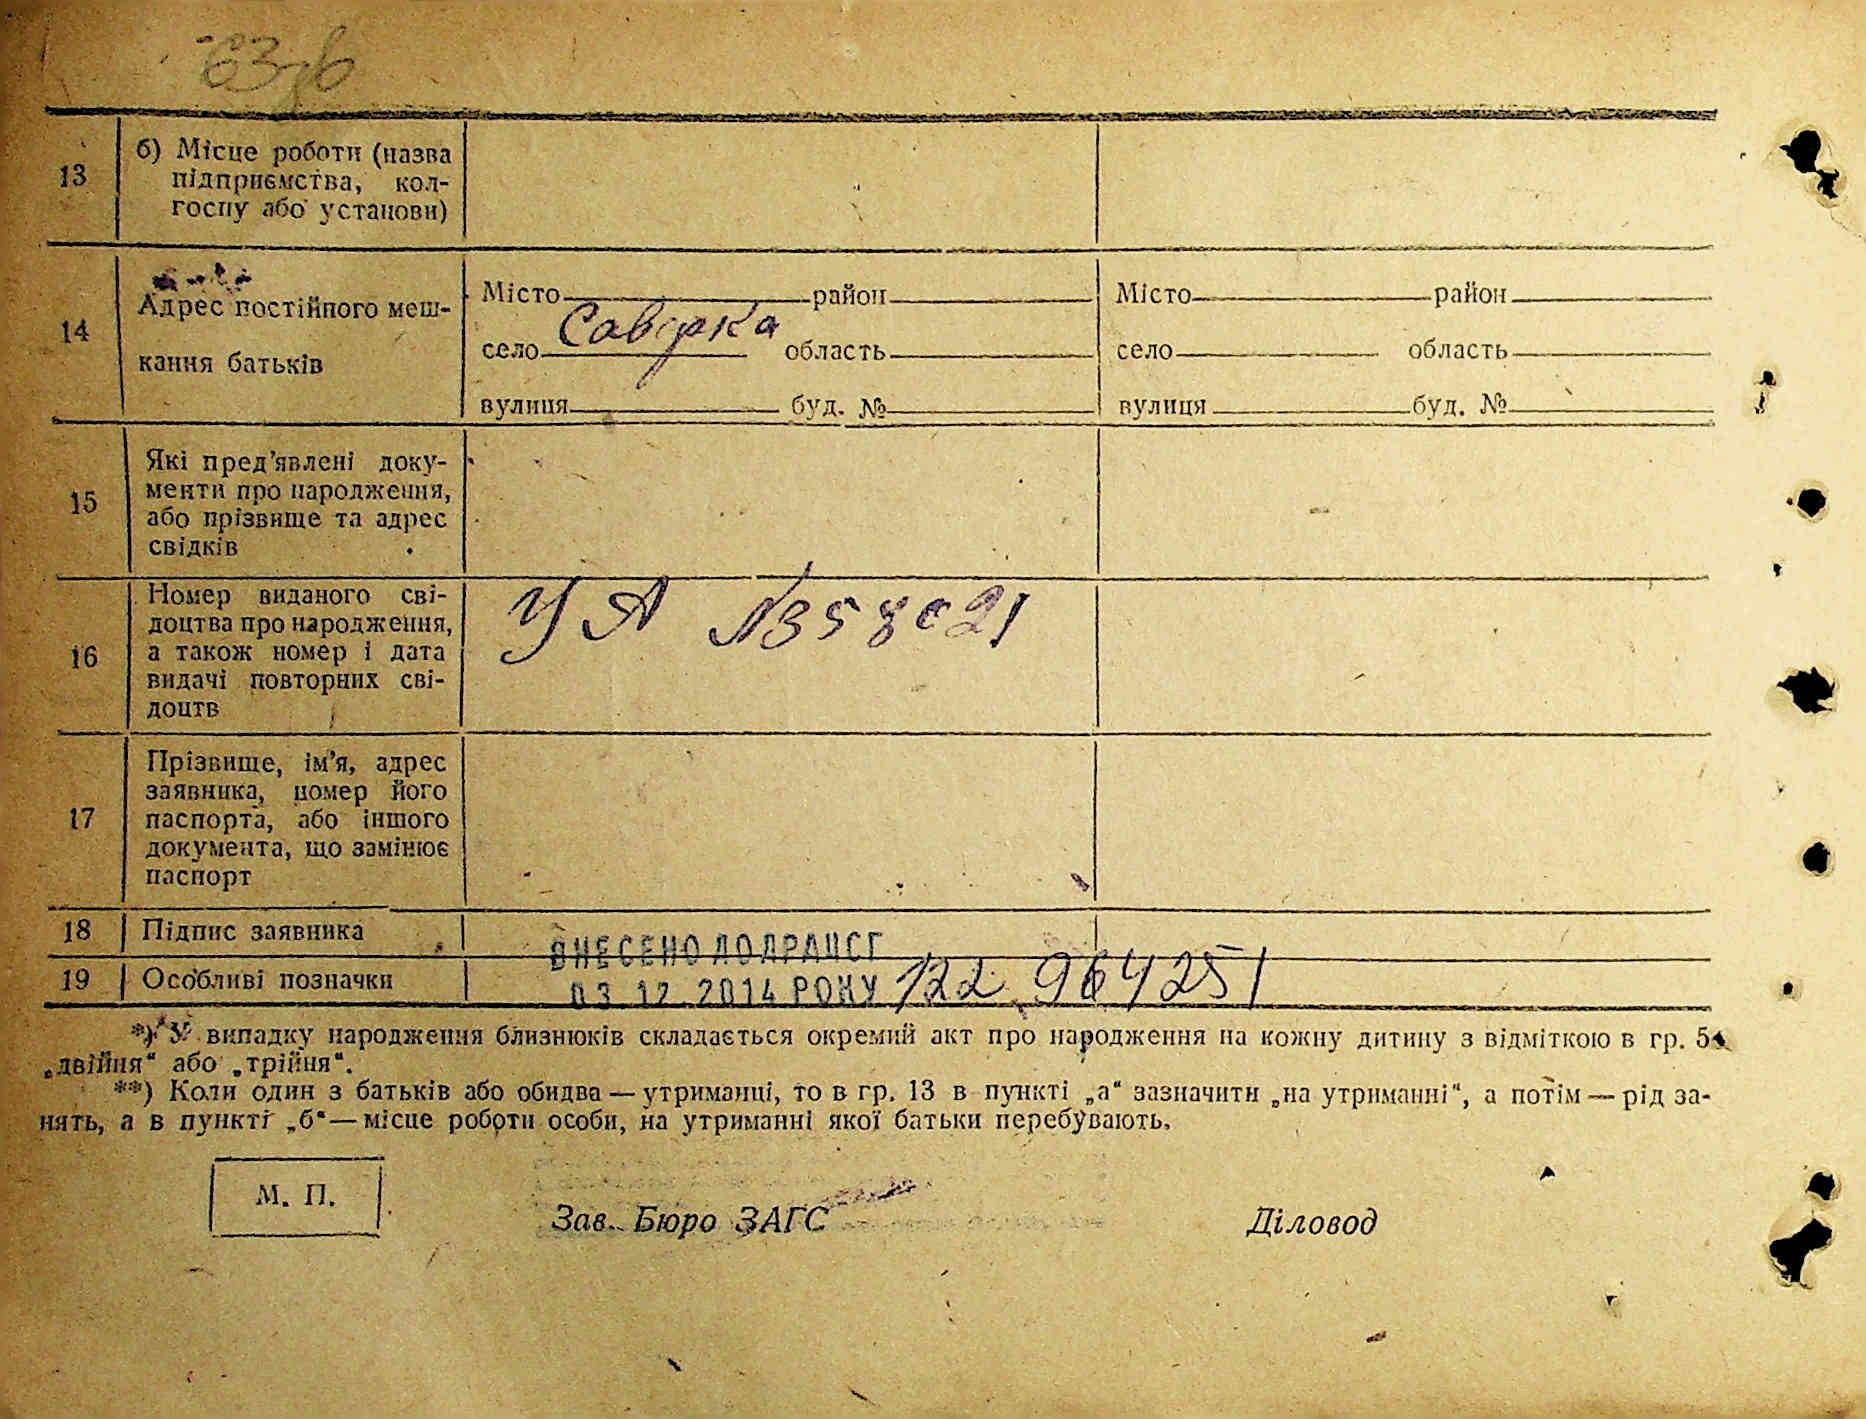 63
13
б) Місце роботи (назва
підприємства, кол-
госпу або установи)
14
Адрес постійного меш-
кання батьків
Місто район
село Савірка область
вулиця буд. №
Місто район
село область
вулиця буд. №
15
Які пред'явлені доку-
менти про народження,
або прізвище та адрес
свідків
16
Номер виданого сві-
доцтва про народження,
а також номер і дата
видачі повторних сві-
доцтв
УА №358021
17
Прізвище, ім'я, адрес
заявника, номер його
паспорта, або іншого
документа, що замінює
паспорт
18 Підпис заявника
19 Особливі позначки
ВНЕСЕНО ДО ДРАЦСГ
03 12 2014 РОКУ 122 964251
*) У випадку народження близнюків складається окремий акт про народження на кожну дитину з відміткою в гр. 5
„двійня“ або „трійня“.
**) Коли один з батьків або обидва — утриманці, то в гр. 13 в пункті „а“ зазначити „на утриманні“, а потім — рід за-
нять, а в пункті „б“ — місце роботи особи, на утриманні якої батьки перебувають.
М. П.
Зав. Бюро ЗАГС
Діловод